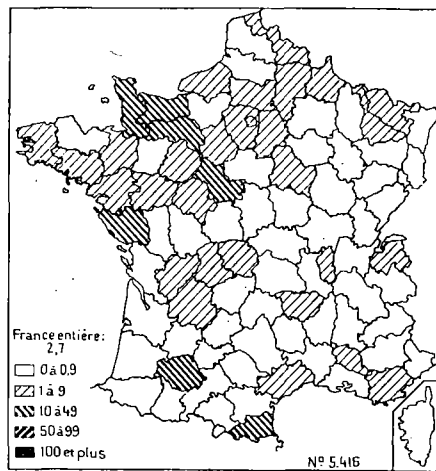 France entière:
2,7
0 à 0,9
1 à 9
10 à 49
50 à 99
100 et plus
Nº 5.416